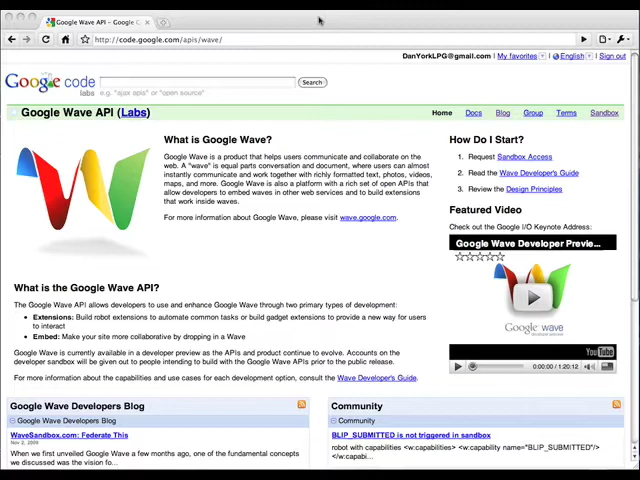 Google Wave API - Google C
http://code.google.com/apis/wave/
DanYorkLPG@gmail.com | My favorites | English | Sign out
Google code
labs
e.g. "ajax apis" or "open source"
Search
Google Wave API (Labs)
Home Docs Blog Group Terms Sandbox
What is Google Wave?
Google Wave is a product that helps users communicate and collaborate on the
web. A "wave" is equal parts conversation and document, where users can almost
instantly communicate and work together with richly formatted text, photos, videos,
maps, and more. Google Wave is also a platform with a rich set of open APIs that
allow developers to embed waves in other web services and to build extensions
that work inside waves.
For more information about Google Wave, please visit wave.google.com.
How Do I Start?
1. Request Sandbox Access
2. Read the Wave Developer's Guide
3. Review the Design Principles
Featured Video
Check out the Google I/O Keynote Address:
Google Wave Developer Previe...
Google wave
YouTube
0:00:00 / 1:20:12
What is the Google Wave API?
The Google Wave API allows developers to use and enhance Google Wave through two primary types of development:
• Extensions: Build robot extensions to automate common tasks or build gadget extensions to provide a new way for users
to interact
• Embed: Make your site more collaborative by dropping in a Wave
Google Wave is currently available in a developer preview as the APIs and product continue to evolve. Accounts on the
developer sandbox will be given out to people intending to build with the Google Wave APIs prior to the public release.
For more information about the capabilities and use cases for each development option, consult the Wave Developer's Guide.
Google Wave Developers Blog
Google Wave Developers Blog
WaveSandbox.com: Federate This
Nov 2, 2009
When we first unveiled Google Wave a few months ago, one of the fundamental concepts
we discussed was the vision fo...
Community
Community
BLIP_SUBMITTED is not triggered in sandbox
robot with capabilities <w:capabilities> <w:capability name="BLIP_SUBMITTED"/>
</w:capabi...